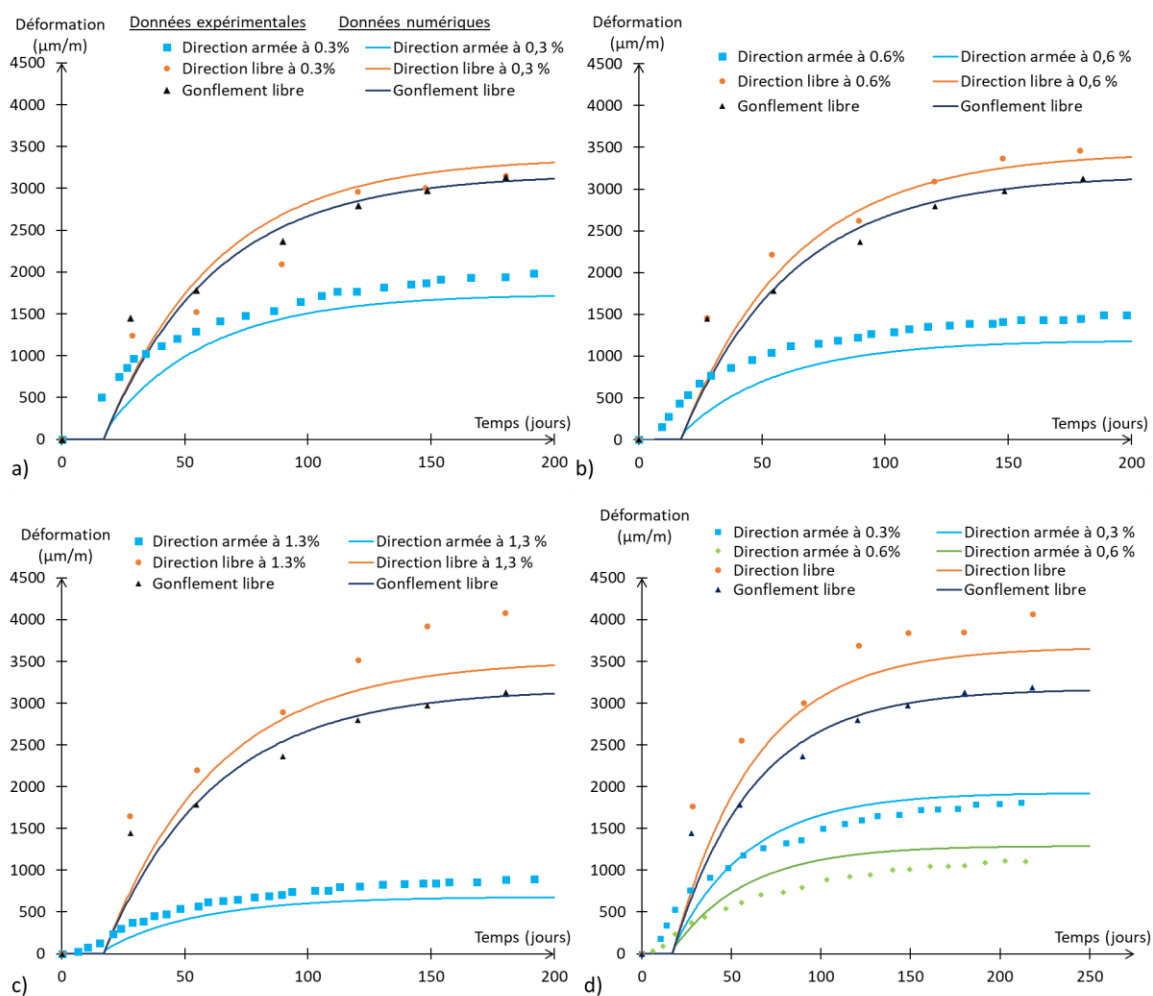 Déformation
(μm/m)
Données expérimentales
Données numériques
Direction armée à 0.3%
Direction armée à 0,3 %
Direction libre à 0.3%
Direction libre à 0,3 %
Gonflement libre
Gonflement libre
4500
4000
3500
3000
2500
2000
1500
1000
500
0
Temps (jours)
0
50
100
150
200
a)
Déformation
(μm/m)
Direction armée à 0.6%
Direction armée à 0,6 %
Direction libre à 0.6%
Direction libre à 0,6 %
Gonflement libre
Gonflement libre
4500
4000
3500
3000
2500
2000
1500
1000
500
0
Temps (jours)
0
50
100
150
200
b)
Déformation
(μm/m)
Direction armée à 1.3%
Direction armée à 1,3 %
Direction libre à 1.3%
Direction libre à 1,3 %
Gonflement libre
Gonflement libre
4500
4000
3500
3000
2500
2000
1500
1000
500
0
Temps (jours)
0
50
100
150
200
c)
Déformation
(μm/m)
Direction armée à 0.3%
Direction armée à 0,3 %
Direction armée à 0.6%
Direction armée à 0,6 %
Direction libre
Direction libre
Gonflement libre
Gonflement libre
4500
4000
3500
3000
2500
2000
1500
1000
500
0
Temps (jours)
0
50
100
150
200
250
d)